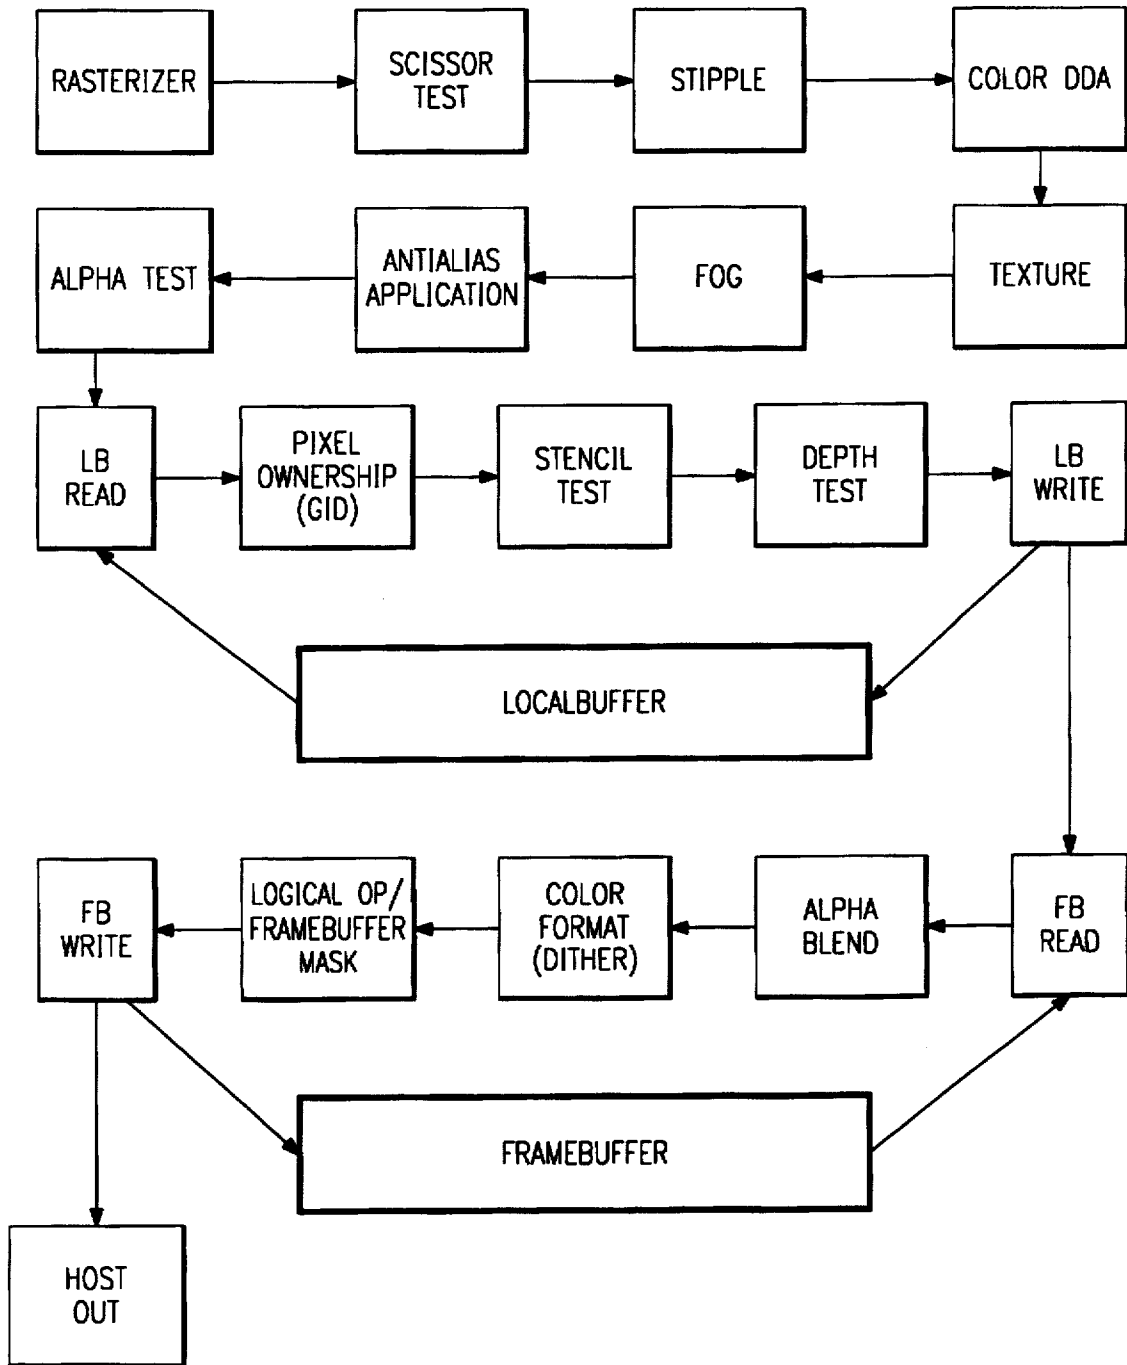 RASTERIZER
SCISSOR
TEST
STIPPLE
COLOR DDA
ALPHA TEST
ANTIALIAS
APPLICATION
FOG
TEXTURE
LB
READ
PIXEL
OWNERSHIP
(GID)
STENCIL
TEST
DEPTH
TEST
LB
WRITE
LOCALBUFFER
FB
WRITE
LOGICAL OP/
FRAMEBUFFER
MASK
COLOR
FORMAT
(DITHER)
ALPHA
BLEND
FB
READ
FRAMEBUFFER
HOST
OUT